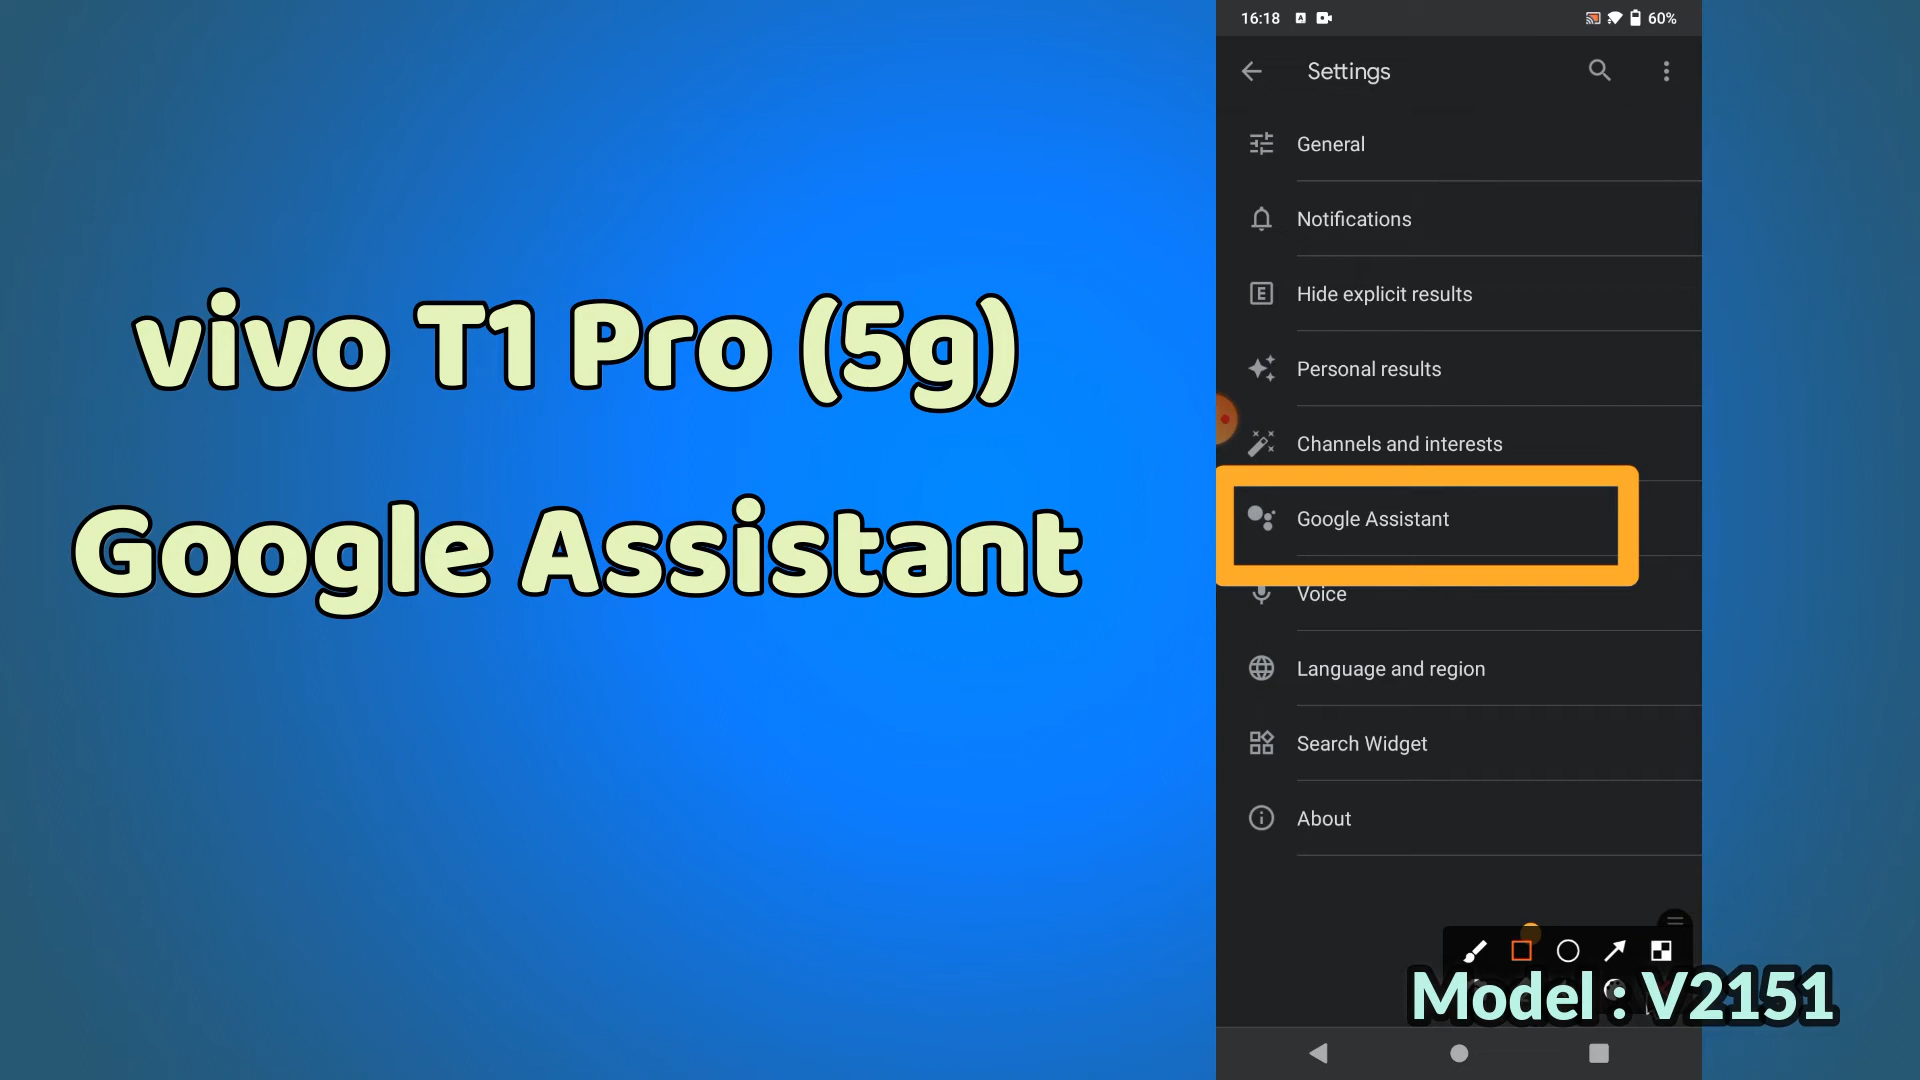 16:18
60%
Settings
General
Notifications
Hide explicit results
Personal results
Channels and interests
Google Assistant
Voice
Language and region
Search Widget
About
vivo T1 Pro (5g)
Google Assistant
Model : V2151